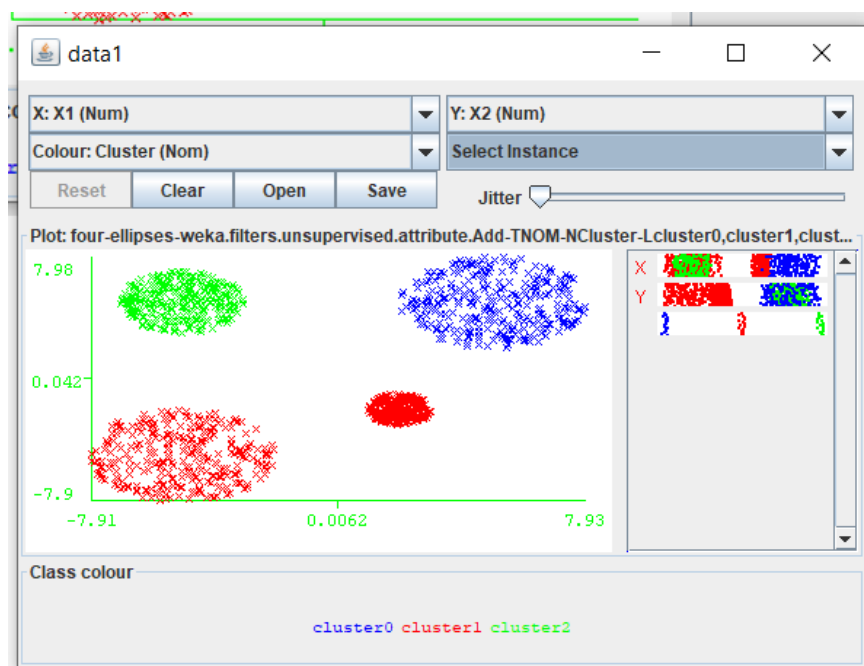 data1
X: X1 (Num) Y: X2 (Num)
Colour: Cluster (Nom) Select Instance
Reset Clear Open Save Jitter
Plot: four-ellipses-weka.filters.unsupervised.attribute.Add-TNOM-NCluster-Lcluster0,cluster1,clust...
7.98
0.042
-7.9
-7.91 0.0062 7.93
X
Y
Class colour
cluster0 cluster1 cluster2